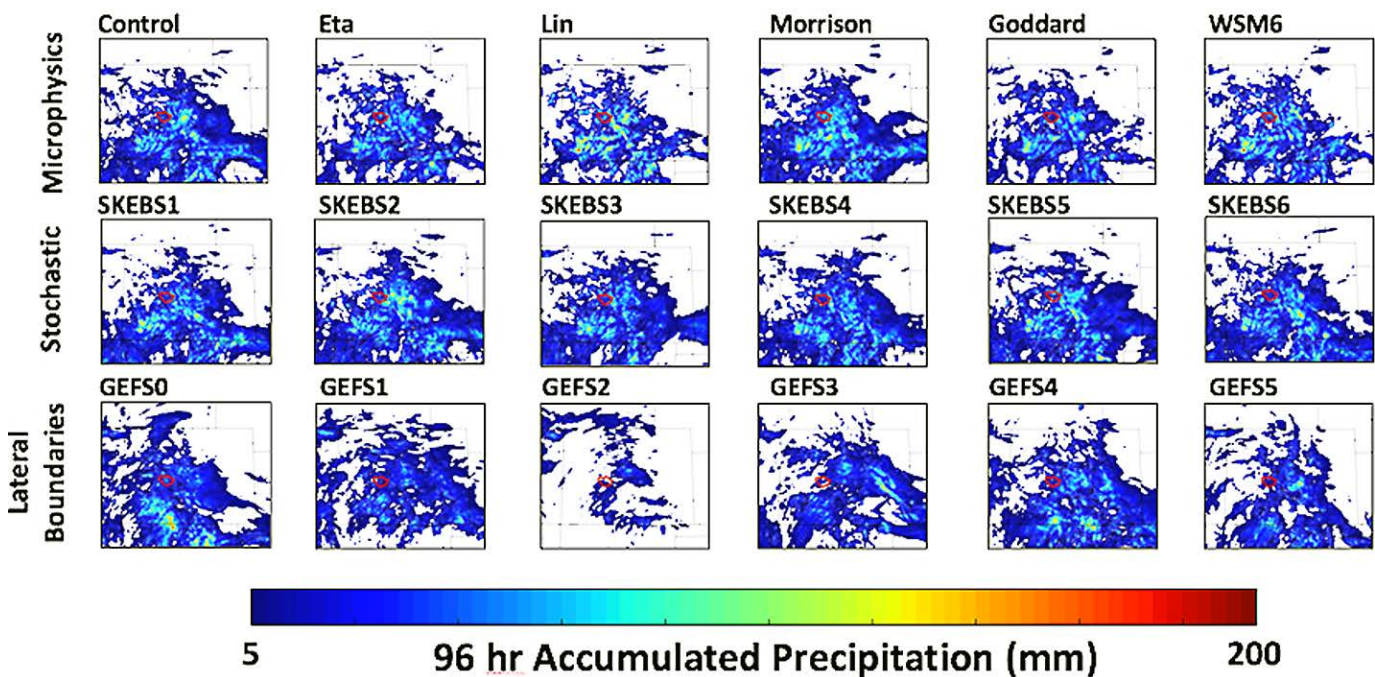 Microphysics
Control Eta Lin Morrison Goddard WSM6
Stochastic
SKEBS1 SKEBS2 SKEBS3 SKEBS4 SKEBS5 SKEBS6
Lateral
Boundaries
GEFS0 GEFS1 GEFS2 GEFS3 GEFS4 GEFS5
5 96 hr Accumulated Precipitation (mm) 200